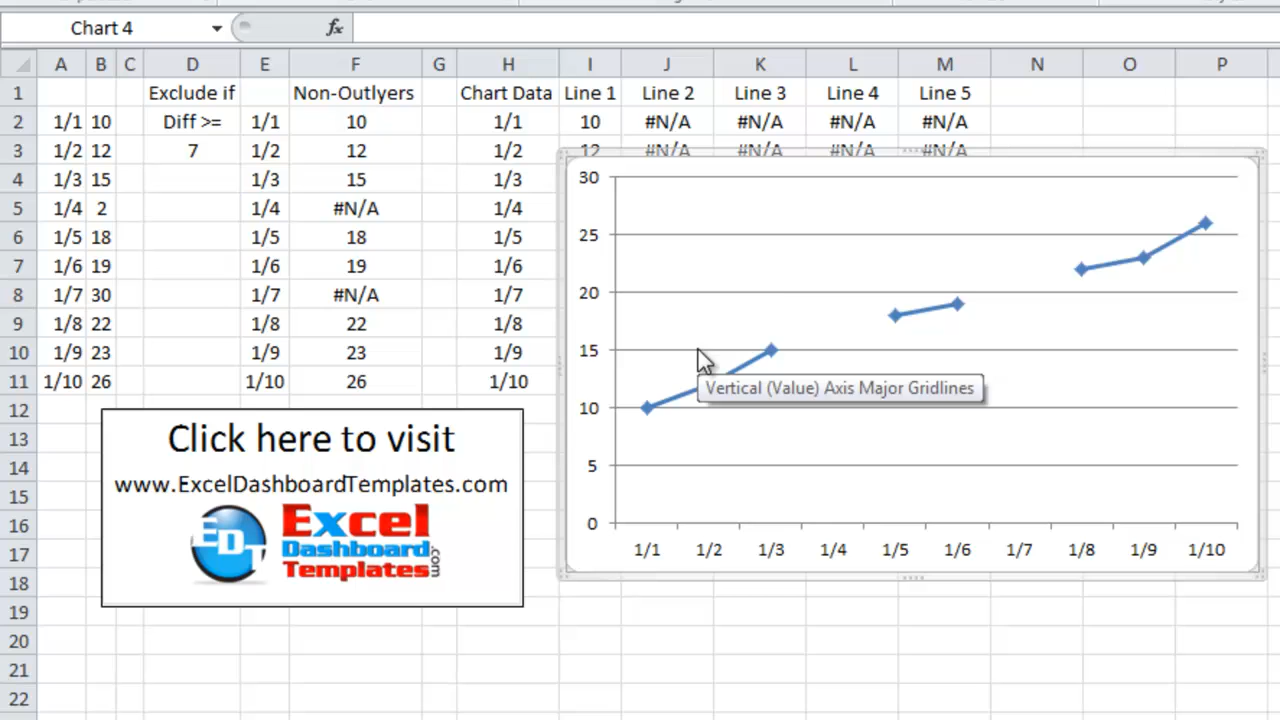 Chart 4 fx
A B C D E F G H I J K L M N O P
1 Exclude if Non-Outlyers Chart Data Line 1 Line 2 Line 3 Line 4 Line 5
2 1/1 10 Diff >= 1/1 10 1/1 10 #N/A #N/A #N/A #N/A
3 1/2 12 7 1/2 12 1/2 12 #N/A #N/A #N/A #N/A
4 1/3 15 1/3 15 1/3
5 1/4 2 1/4 #N/A 1/4
6 1/5 18 1/5 18 1/5
7 1/6 19 1/6 19 1/6
8 1/7 30 1/7 #N/A 1/7
9 1/8 22 1/8 22 1/8
10 1/9 23 1/9 23 1/9
11 1/10 26 1/10 26 1/10
12
13
14
15
16
17
18
19
20
21
22
30
25
20
15
10
5
0
1/1 1/2 1/3 1/4 1/5 1/6 1/7 1/8 1/9 1/10
Vertical (Value) Axis Major Gridlines
Click here to visit
www.ExcelDashboardTemplates.com
EDT
Excel
Dashboard
Templates.com